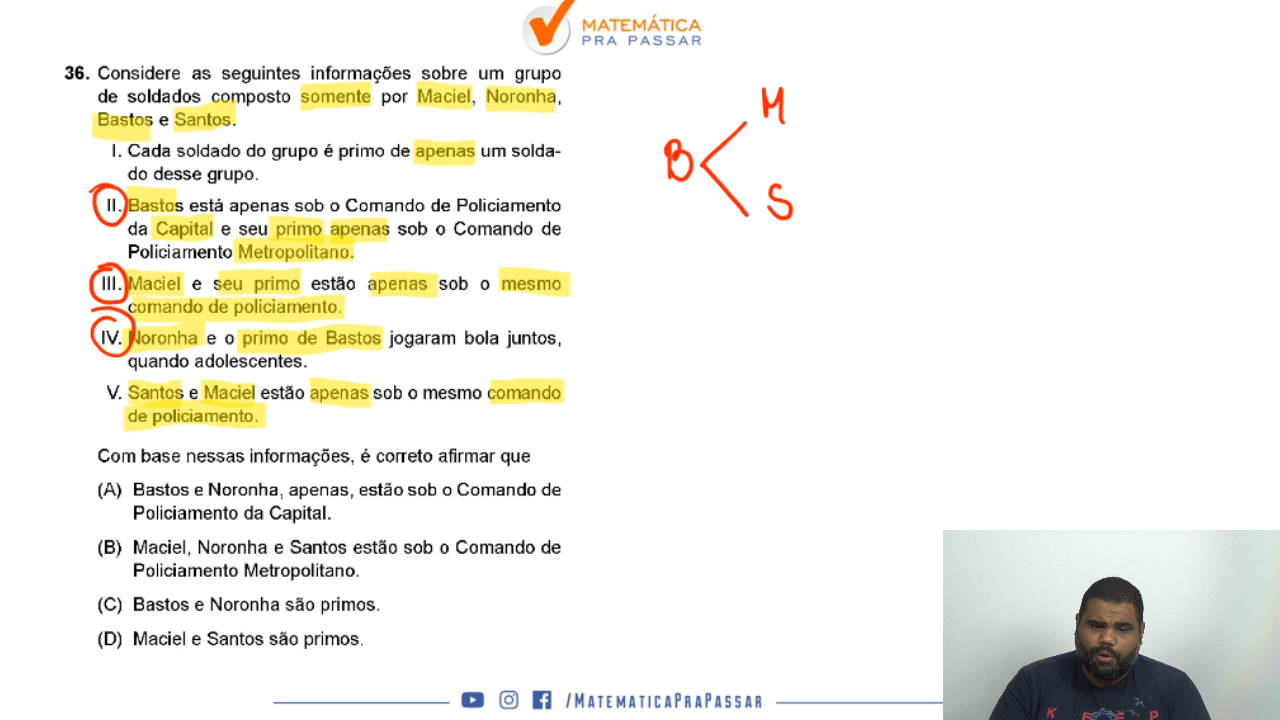 MATEMÁTICA
PRA PASSAR
36. Considere as seguintes informações sobre um grupo
de soldados composto somente por Maciel, Noronha,
Bastos e Santos.
I. Cada soldado do grupo é primo de apenas um solda-
do desse grupo.
II. Bastos está apenas sob o Comando de Policiamento
da Capital e seu primo apenas sob o Comando de
Policiamento Metropolitano.
III. Maciel e seu primo estão apenas sob o mesmo
comando de policiamento.
IV. Noronha e o primo de Bastos jogaram bola juntos,
quando adolescentes.
V. Santos e Maciel estão apenas sob o mesmo comando
de policiamento.
Com base nessas informações, é correto afirmar que
(A) Bastos e Noronha, apenas, estão sob o Comando de
Policiamento da Capital.
(B) Maciel, Noronha e Santos estão sob o Comando de
Policiamento Metropolitano.
(C) Bastos e Noronha são primos.
(D) Maciel e Santos são primos.
M
B
S
/MATEMATICAPRAPASSAR
K E E P